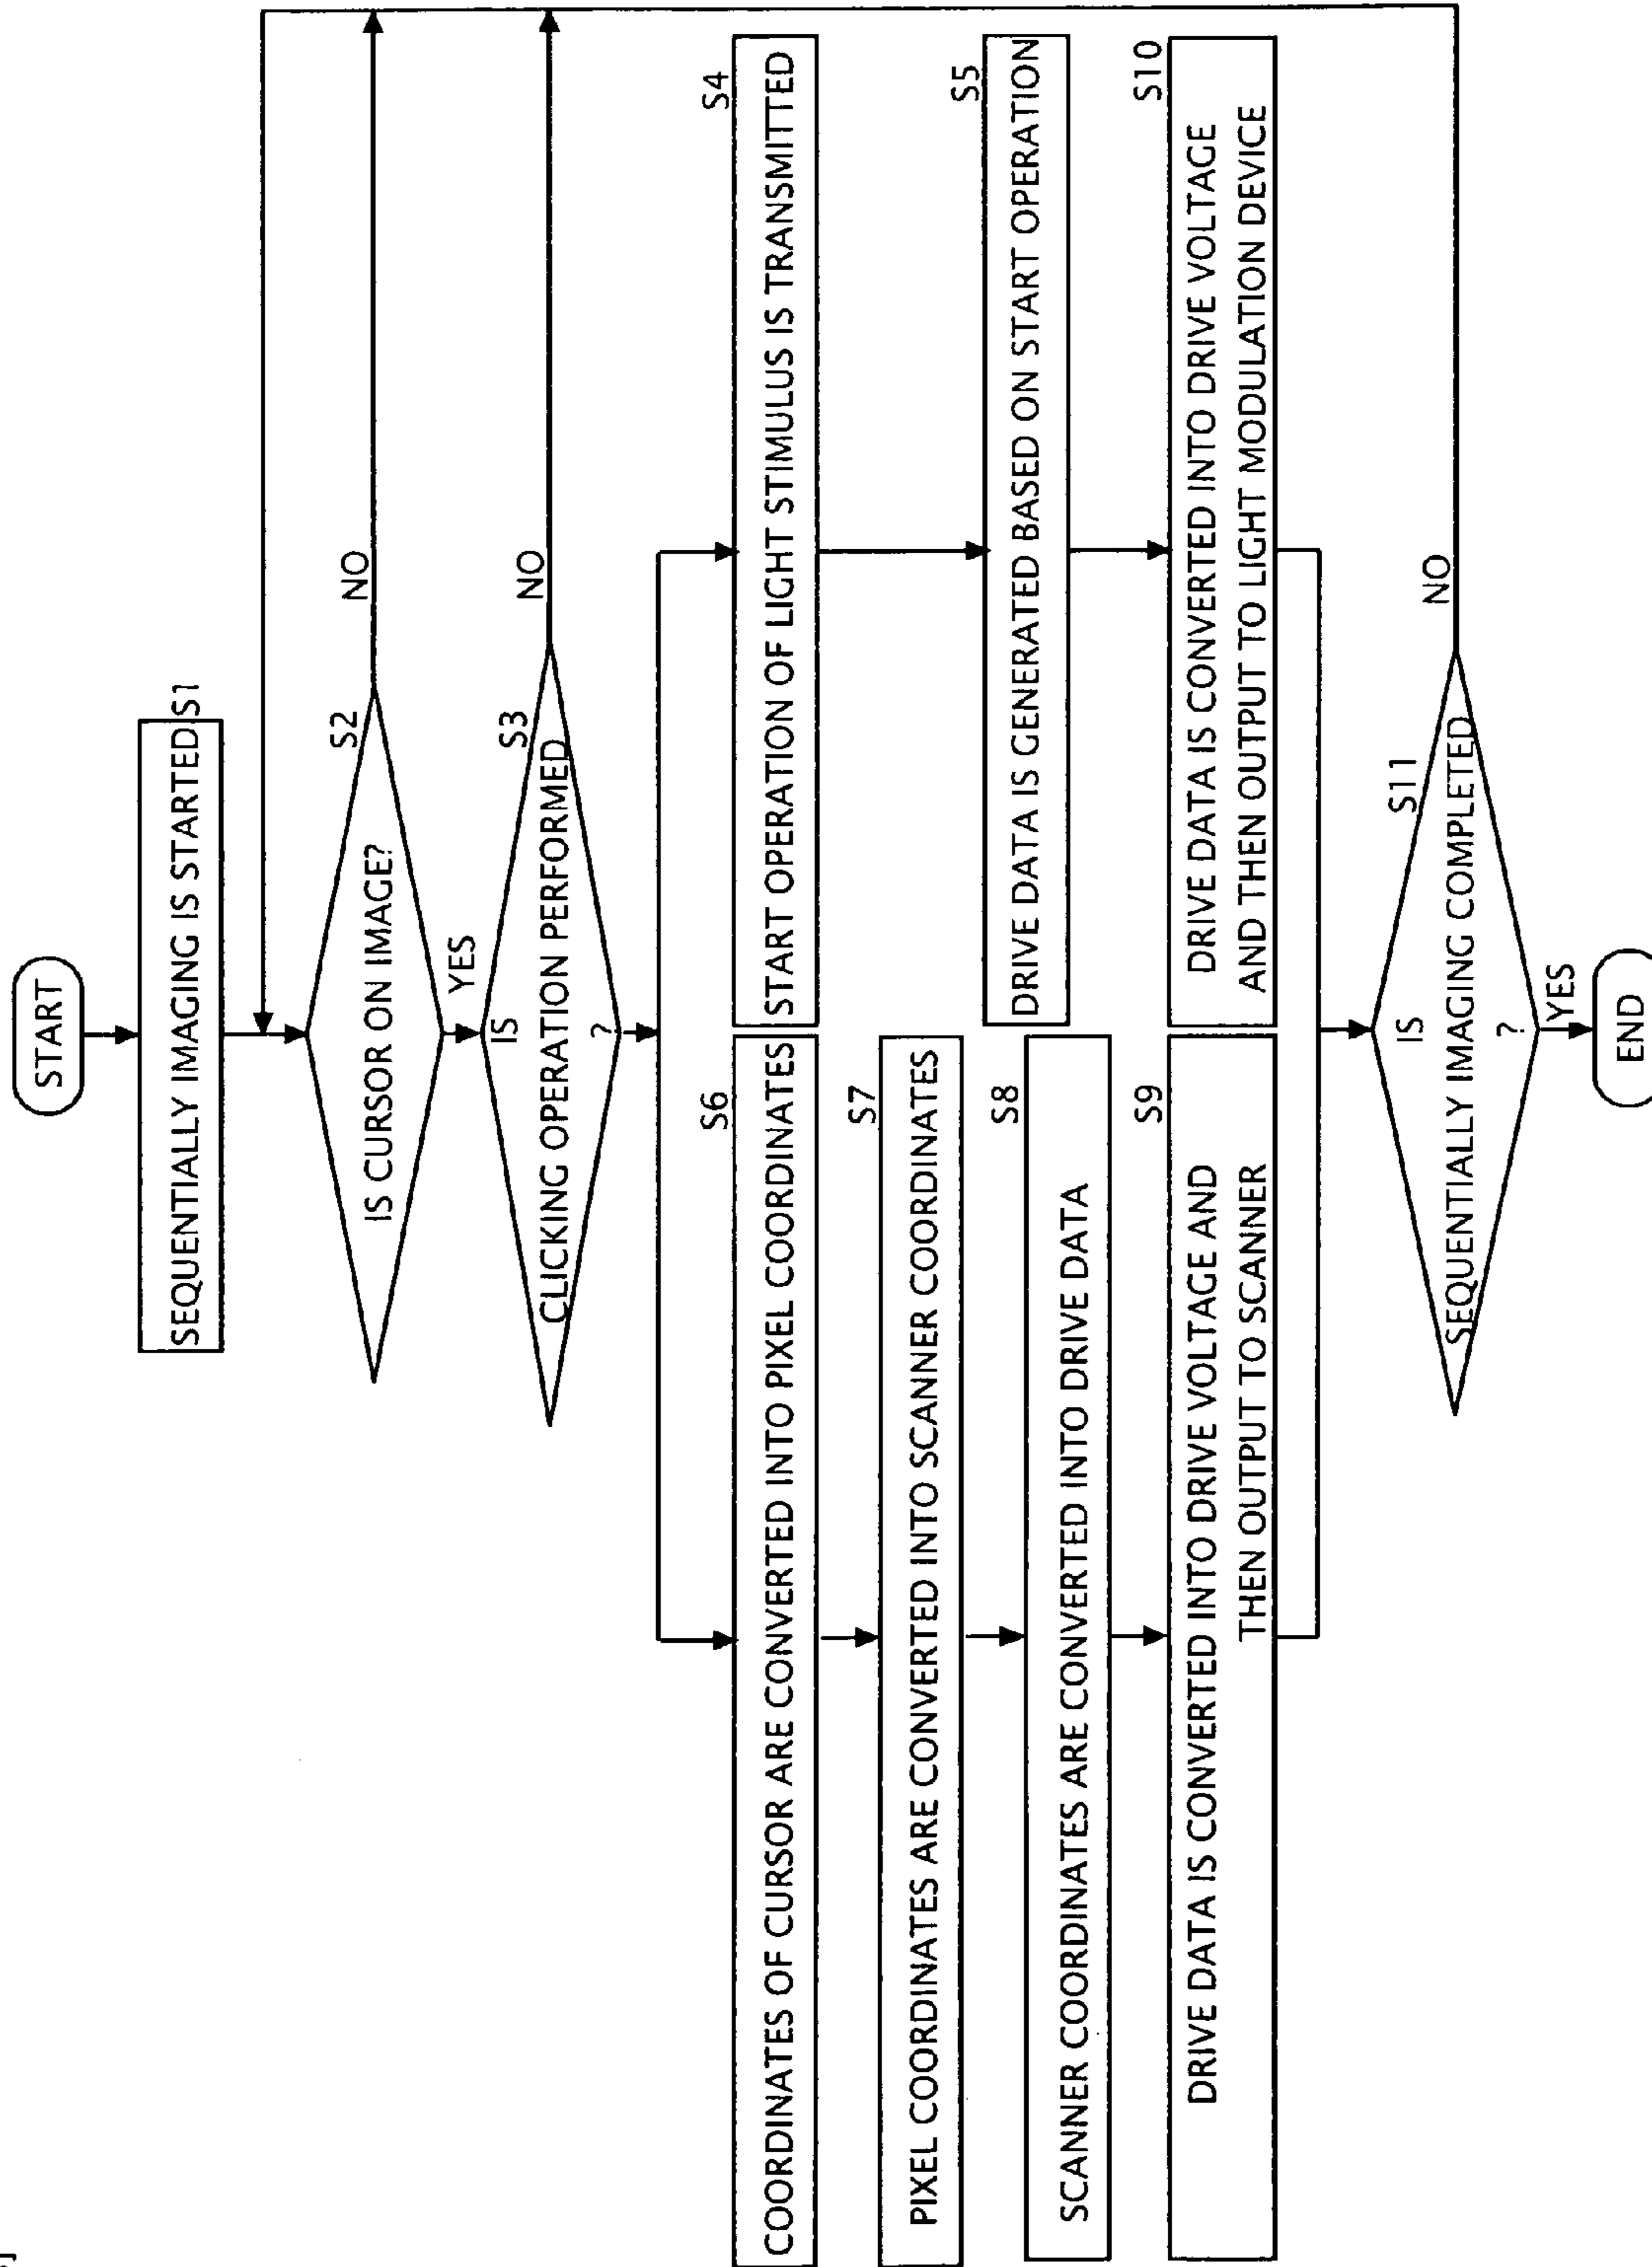 START
SEQUENTIALLY IMAGING IS STARTED
S1
S2
IS CURSOR ON IMAGE?
NO
YES
S3
IS
CLICKING OPERATION PERFORMED
?
NO
S6
COORDINATES OF CURSOR ARE CONVERTED INTO PIXEL COORDINATES
S7
PIXEL COORDINATES ARE CONVERTED INTO SCANNER COORDINATES
S8
SCANNER COORDINATES ARE CONVERTED INTO DRIVE DATA
S9
DRIVE DATA IS CONVERTED INTO DRIVE VOLTAGE AND
THEN OUTPUT TO SCANNER
S4
START OPERATION OF LIGHT STIMULUS IS TRANSMITTED
S5
DRIVE DATA IS GENERATED BASED ON START OPERATION
S10
DRIVE DATA IS CONVERTED INTO DRIVE VOLTAGE
AND THEN OUTPUT TO LIGHT MODULATION DEVICE
S11
IS
SEQUENTIALLY IMAGING COMPLETED
?
NO
YES
END